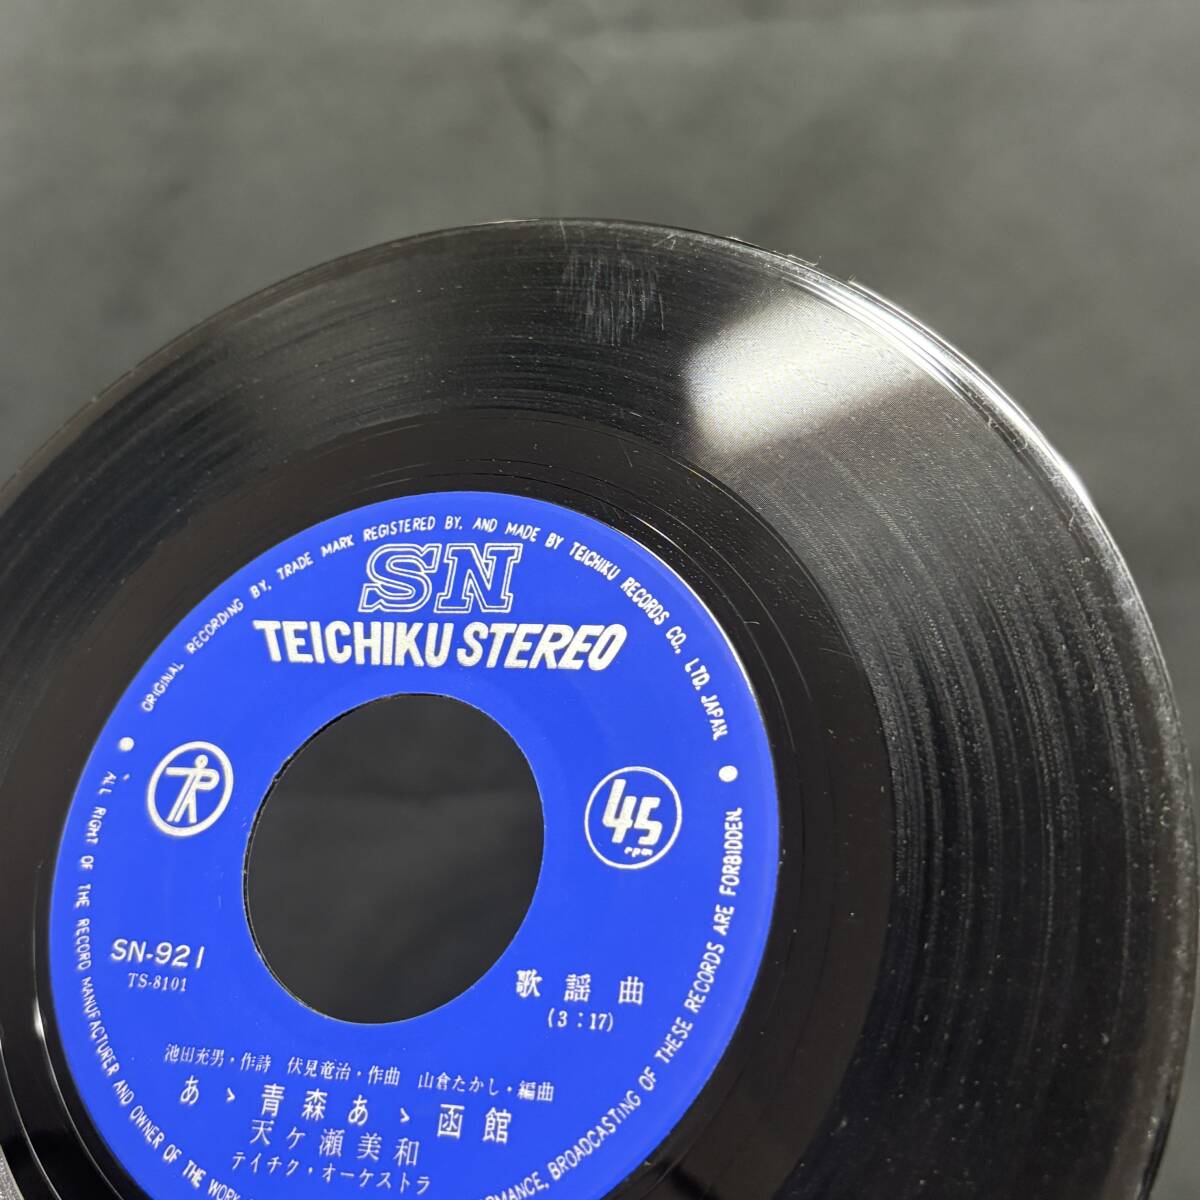 ORIGINAL RECORDING BY, TRADE MARK REGISTERED BY, AND MADE BY TEICHIKU RECORDS CO., LTD. JAPAN.
SN
TEICHIKU STEREO
45
rpm
SN-921
TS-8101
歌謡曲
(3:17)
池田充男・作詩 伏見竜治・作曲 山倉たかし・編曲
あゝ青森あゝ函館
天ケ瀬美和
テイチク・オーケストラ
ALL RIGHT OF THE RECORD MANUFACTURER AND OWNER OF THE WORK
BROADCASTING OF THESE RECORDS ARE FORBIDDEN.